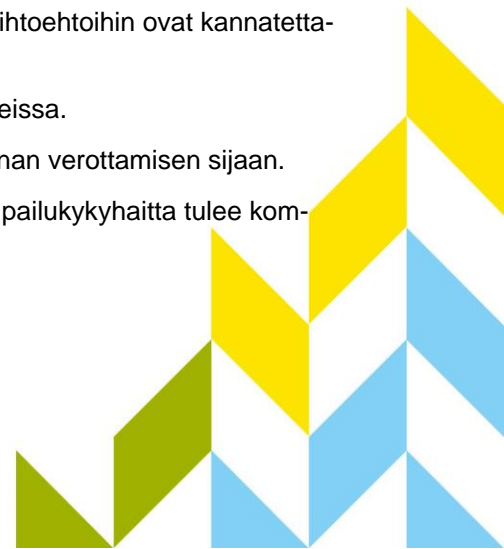 ihtoehtoihin ovat kannatetta-
eissa.
nan verottamisen sijaan.
pailukykyhaitta tulee kom-